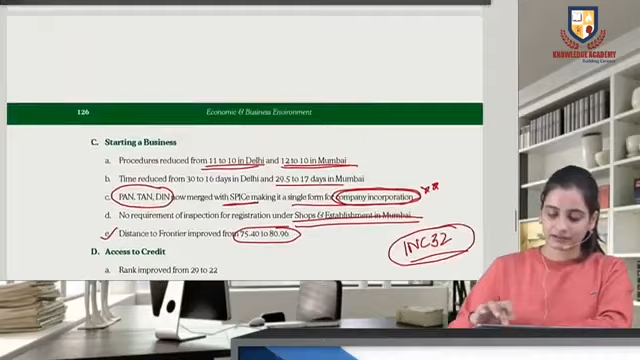 KNOWLEDGE ACADEMY
126
Economic & Business Environment
C. Starting a Business
a. Procedures reduced from 11 to 10 in Delhi and 12 to 10 in Mumbai
b. Time reduced from 30 to 16 days in Delhi and 29.5 to 17 days in Mumbai
c. PAN, TAN, DIN now merged with SPICe making it a single form for company incorporation.
d. No requirement of inspection for registration under Shops & Establishment in Mumbai
e. Distance to Frontier improved from 75.40 to 80.96
INC32
D. Access to Credit
a. Rank improved from 29 to 22